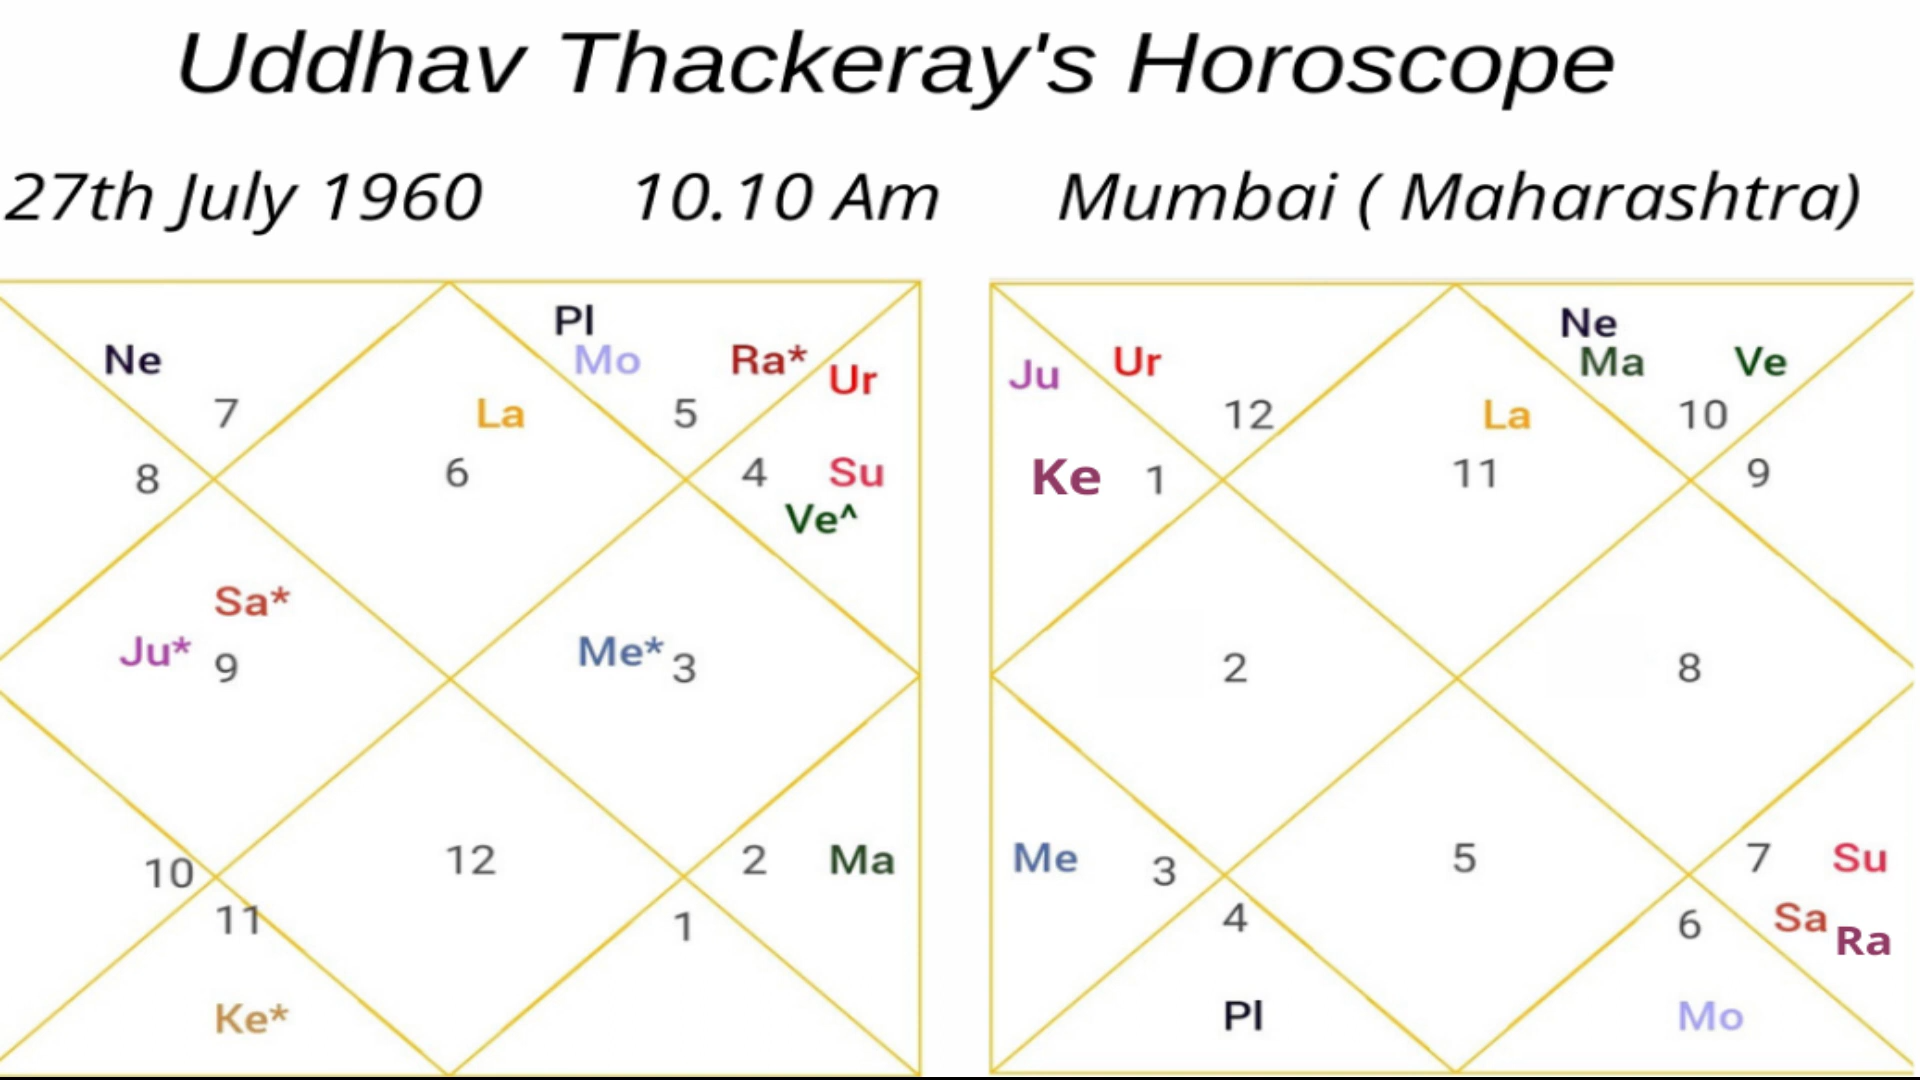 Uddhav Thackeray's Horoscope
27th July 1960 10.10 Am Mumbai ( Maharashtra)
Ne
7
8
La
6
Pl
Mo Ra*
5
Ur
4 Su
Ve^
Sa*
Ju* 9
Me* 3
10
11
Ke*
12
2 Ma
1
Ju Ur
12
Ke 1
La
11
Ne
Ma Ve
10
9
2
8
Me 3
4
Pl
5
7 Su
6 Sa Ra
Mo